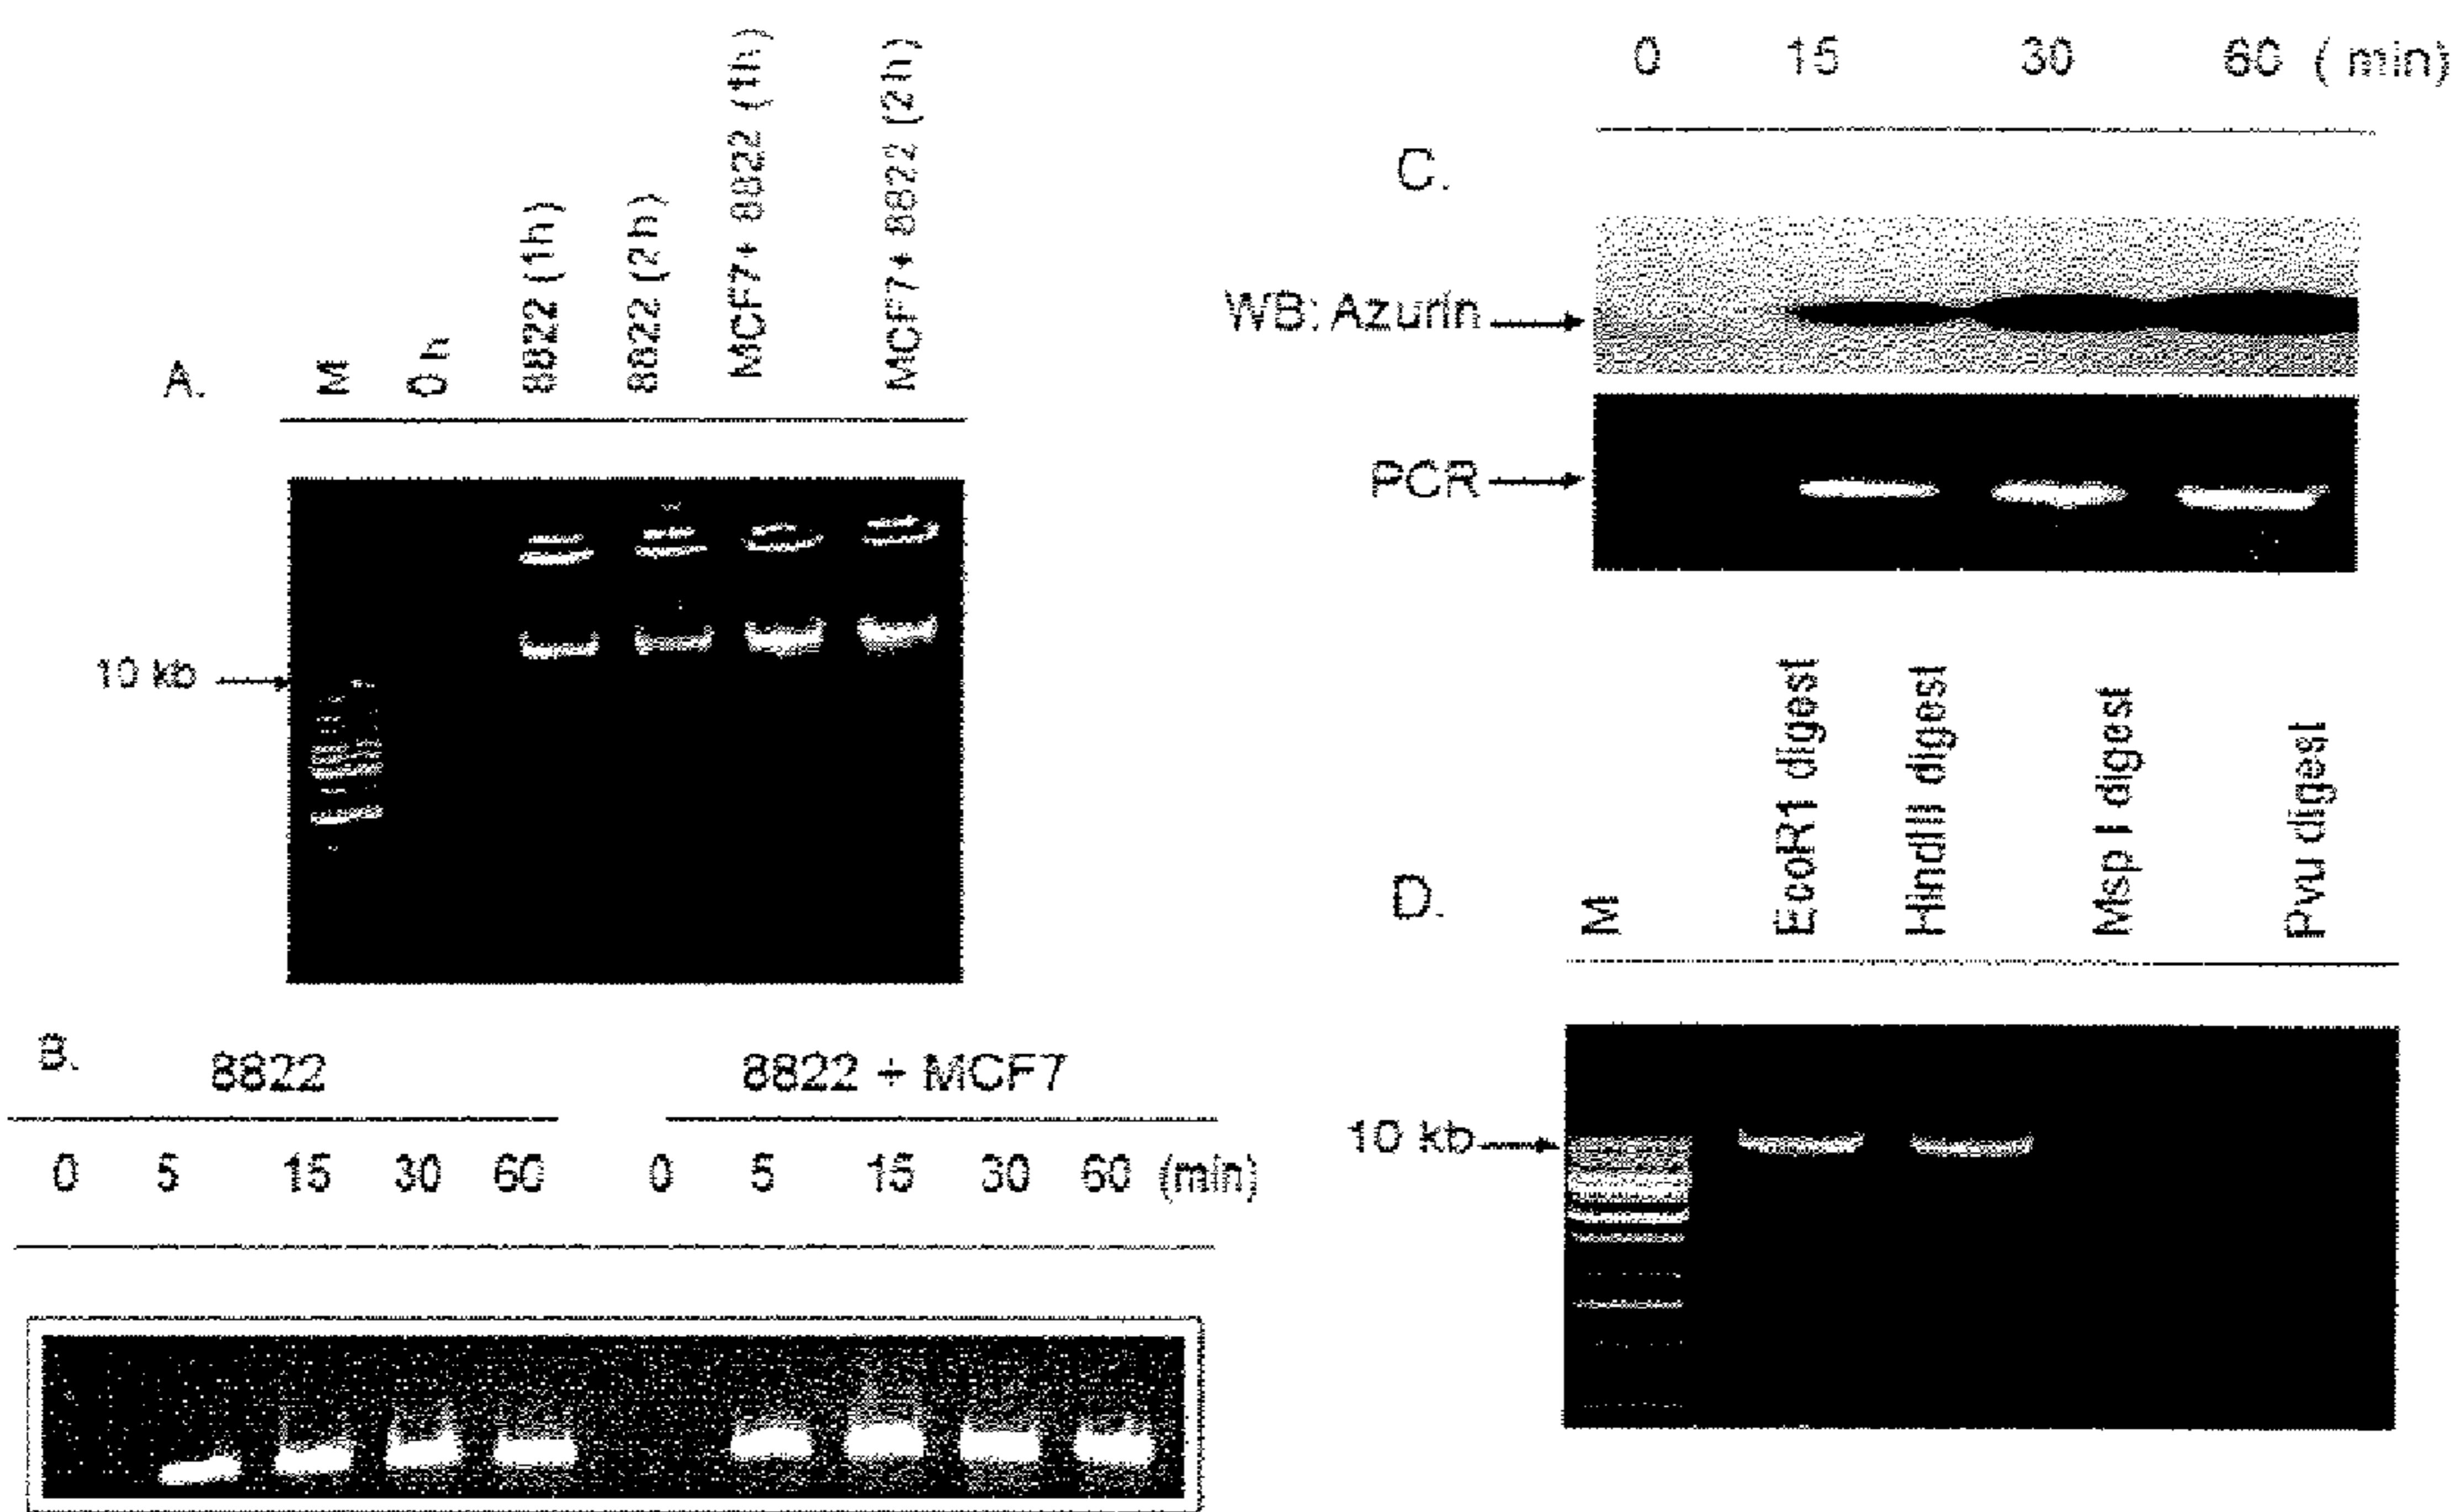 A.
M
0 h
8822 (1h)
8822 (2h)
MCF7+ 8822 (1h)
MCF7+ 8822 (2h)
10 kb
B.
8822
8822 + MCF7
0 5 15 30 60 0 5 15 30 60 (min)
0 15 30 60 ( min)
C.
WB: Azurin
PCR
D.
M
EcoR1 digest
HindIII digest
Msp I digest
Pvu digest
10 kb